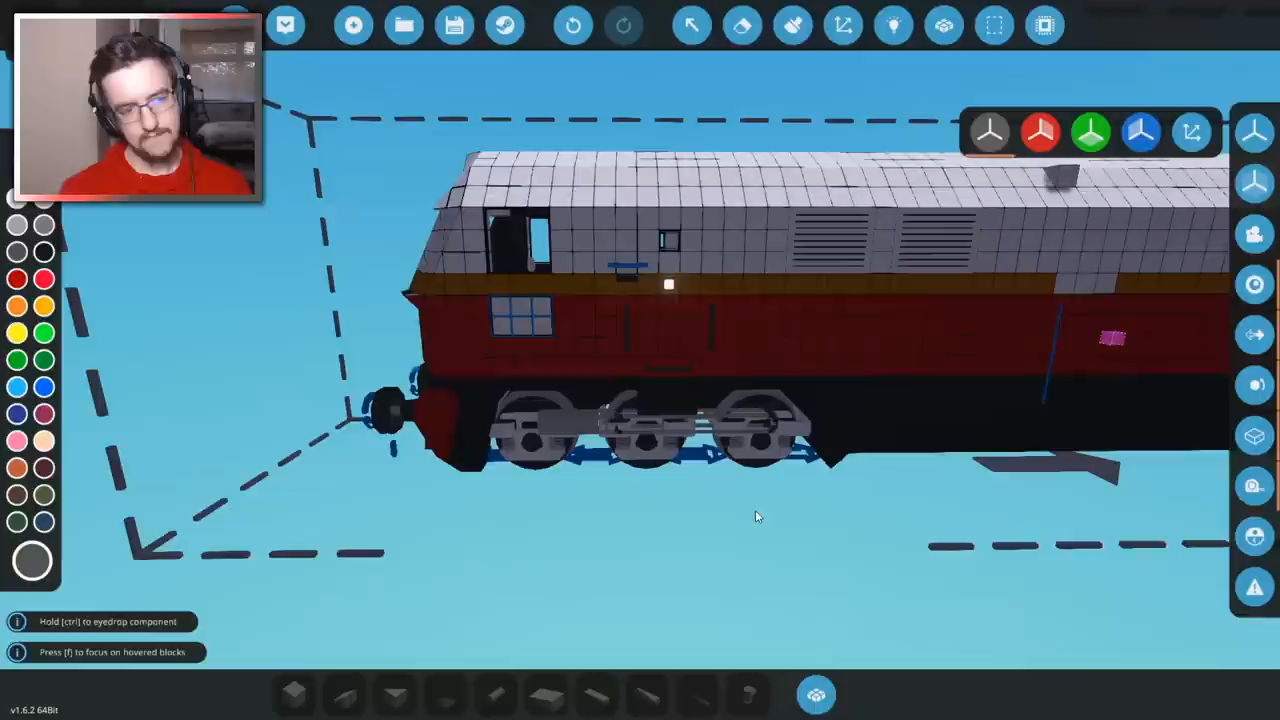 Hold [ctrl] to eyedrop component
Press [f] to focus on hovered blocks
v1.6.2 64Bit